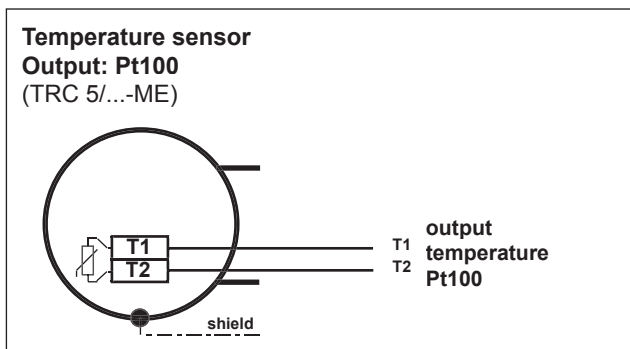 Temperature sensor
Output: Pt100
(TRC 5/...-ME)
T1
T2
T1
T2
output
temperature
Pt100
shield